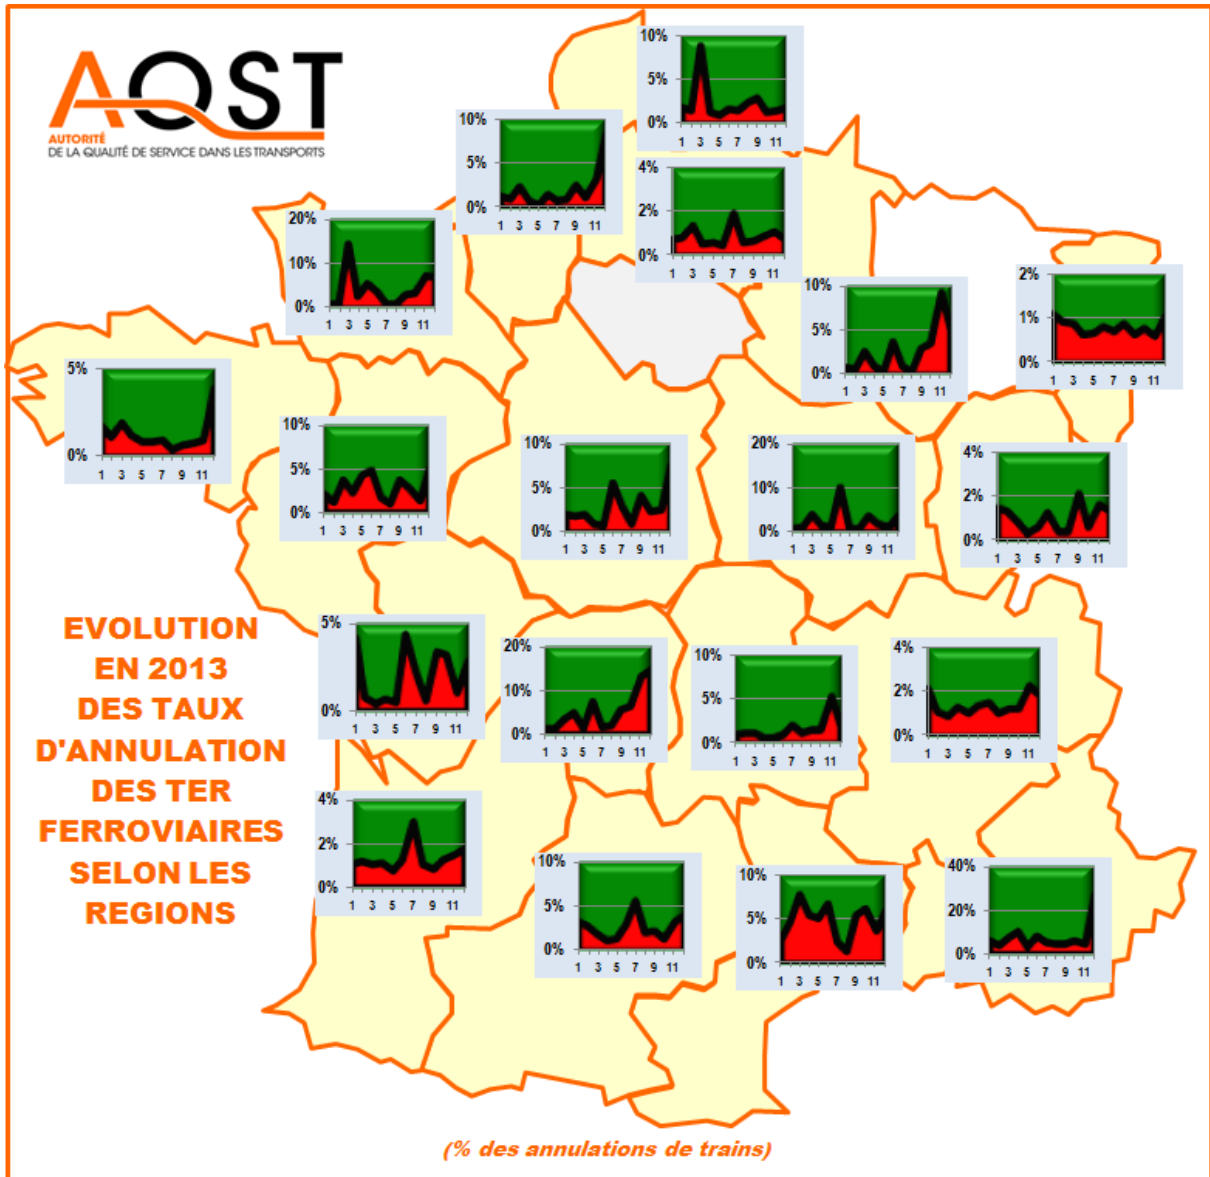 AQST
AUTORITÉ
DE LA QUALITÉ DE SERVICE DANS LES TRANSPORTS
10%
5%
0%
1 3 5 7 9 11
10%
5%
0%
1 3 5 7 9 11
4%
2%
0%
1 3 5 7 9 11
20%
10%
0%
1 3 5 7 9 11
10%
5%
0%
1 3 5 7 9 11
2%
1%
0%
1 3 5 7 9 11
5%
0%
1 3 5 7 9 11
10%
5%
0%
1 3 5 7 9 11
10%
5%
0%
1 3 5 7 9 11
20%
10%
0%
1 3 5 7 9 11
4%
2%
0%
1 3 5 7 9 11
EVOLUTION
EN 2013
DES TAUX
D'ANNULATION
DES TER
FERROVIAIRES
SELON LES
REGIONS
5%
0%
1 3 5 7 9 11
20%
10%
0%
1 3 5 7 9 11
10%
5%
0%
1 3 5 7 9 11
4%
2%
0%
1 3 5 7 9 11
4%
2%
0%
1 3 5 7 9 11
10%
5%
0%
1 3 5 7 9 11
10%
5%
0%
1 3 5 7 9 11
40%
20%
0%
1 3 5 7 9 11
(% des annulations de trains)